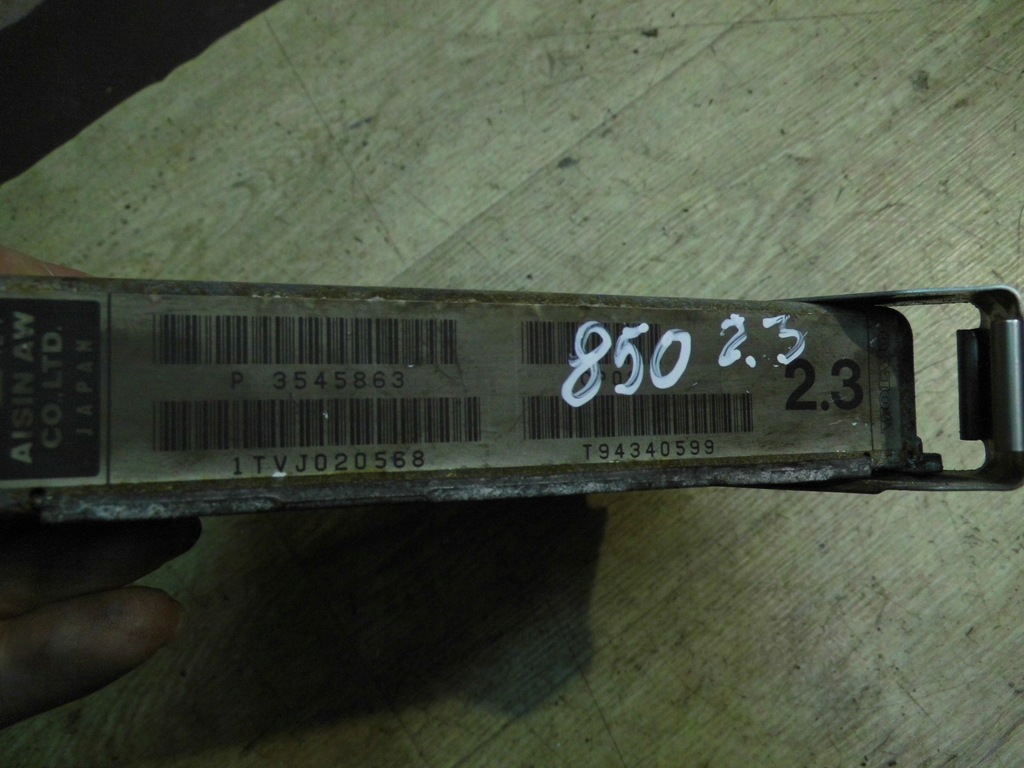 AISIN AW
CO.,LTD.
JAPAN
P 3545863
1TVJ020568
850 2.3
T94340599
2.3